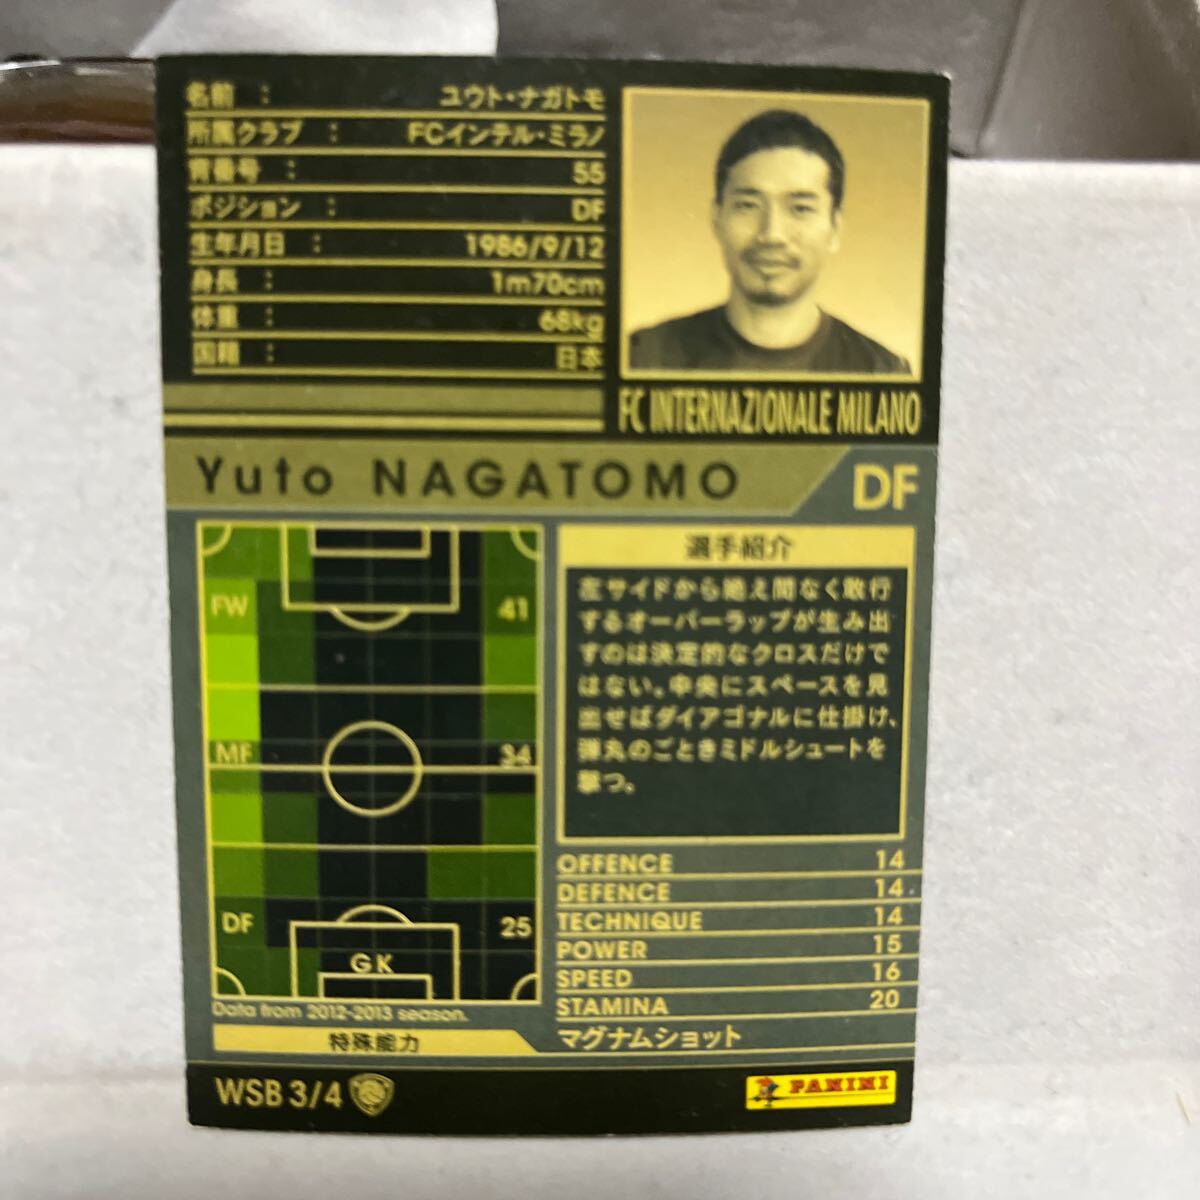 名前 : ユウト・ナガトモ
所属クラブ : FCインテル・ミラノ
背番号 : 55
ポジション : DF
生年月日 : 1986/9/12
身長 : 1m70cm
体重 : 68kg
国籍 : 日本
FC INTERNAZIONALE MILANO
Yuto NAGATOMO DF
FW 41
MF 34
DF 25
GK
Data from 2012-2013 season.
特殊能力
選手紹介
左サイドから絶え間なく敢行
するオーバーラップが生み出
すのは決定的なクロスだけで
はない。中央にスペースを見
出せばダイアゴナルに仕掛け、
弾丸のごときミドルシュートを
撃つ。
OFFENCE 14
DEFENCE 14
TECHNIQUE 14
POWER 15
SPEED 16
STAMINA 20
マグナムショット
WSB 3/4
PANINI